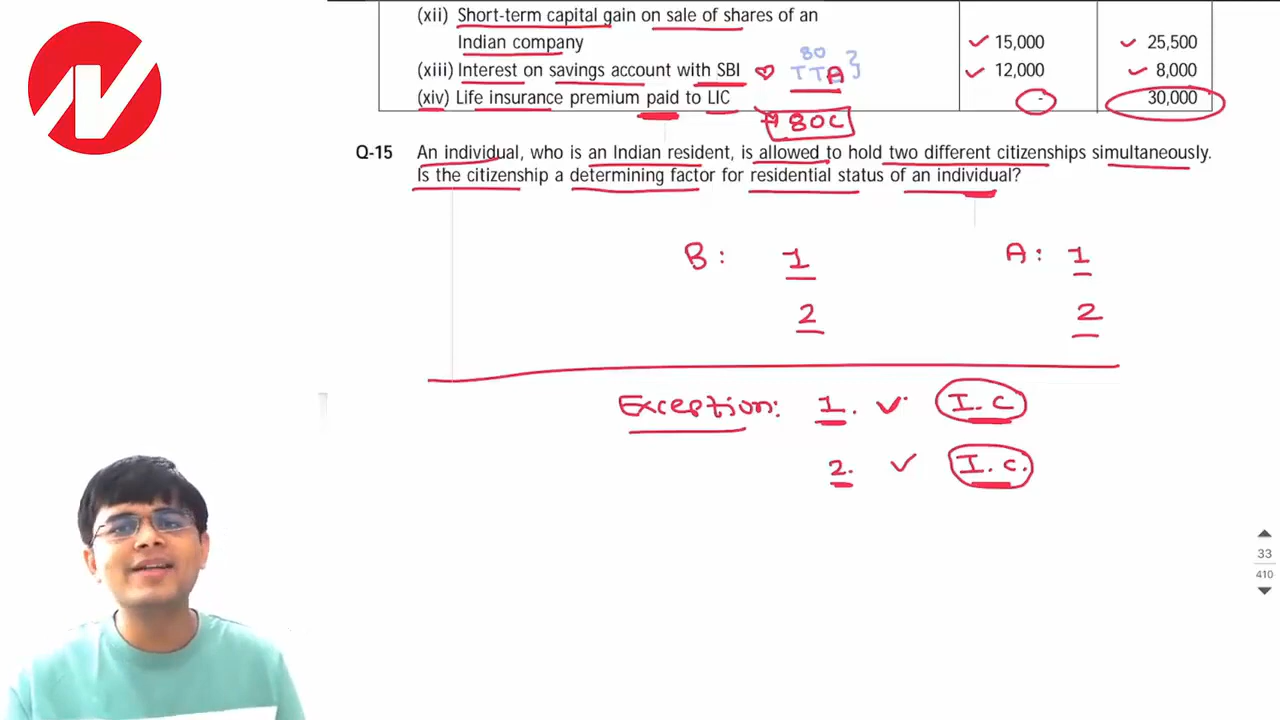 (xii) Short-term capital gain on sale of shares of an
Indian company 15,000 25,500
80
(xiii) Interest on savings account with SBI TTA 12,000 8,000
(xiv) Life insurance premium paid to LIC - 30,000
80C
Q-15 An individual, who is an Indian resident, is allowed to hold two different citizenships simultaneously.
Is the citizenship a determining factor for residential status of an individual?
B: 1 A: 1
2 2
Exception: 1. I.C
2. I.C.
33
410